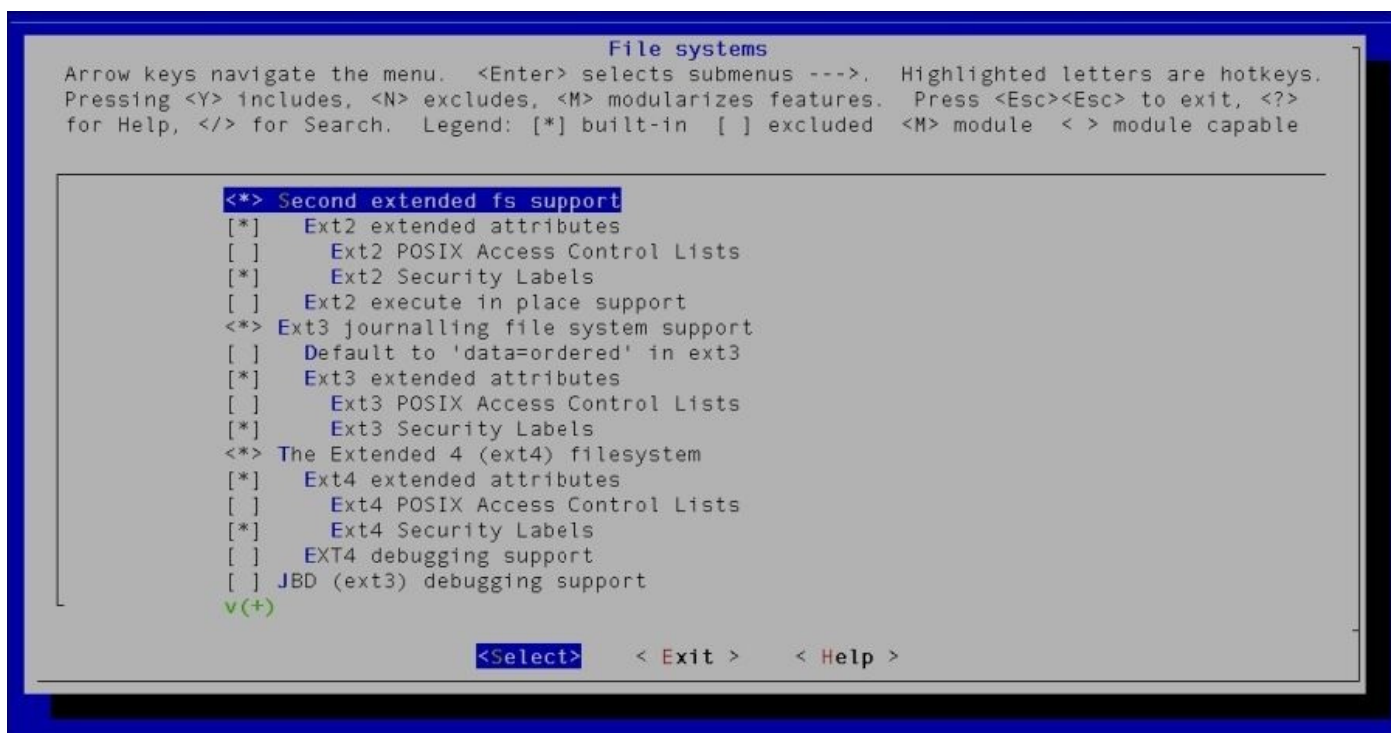 File systems
Arrow keys navigate the menu. <Enter> selects submenus --->. Highlighted letters are hotkeys.
Pressing <Y> includes, <N> excludes, <M> modularizes features. Press <Esc><Esc> to exit, <?>
for Help, </> for Search. Legend: [*] built-in [ ] excluded <M> module < > module capable
<*> Second extended fs support
[*] Ext2 extended attributes
[ ] Ext2 POSIX Access Control Lists
[*] Ext2 Security Labels
[ ] Ext2 execute in place support
<*> Ext3 journalling file system support
[ ] Default to 'data=ordered' in ext3
[*] Ext3 extended attributes
[ ] Ext3 POSIX Access Control Lists
[*] Ext3 Security Labels
<*> The Extended 4 (ext4) filesystem
[*] Ext4 extended attributes
[ ] Ext4 POSIX Access Control Lists
[*] Ext4 Security Labels
[ ] EXT4 debugging support
[ ] JBD (ext3) debugging support
v(+)
<Select> < Exit > < Help >